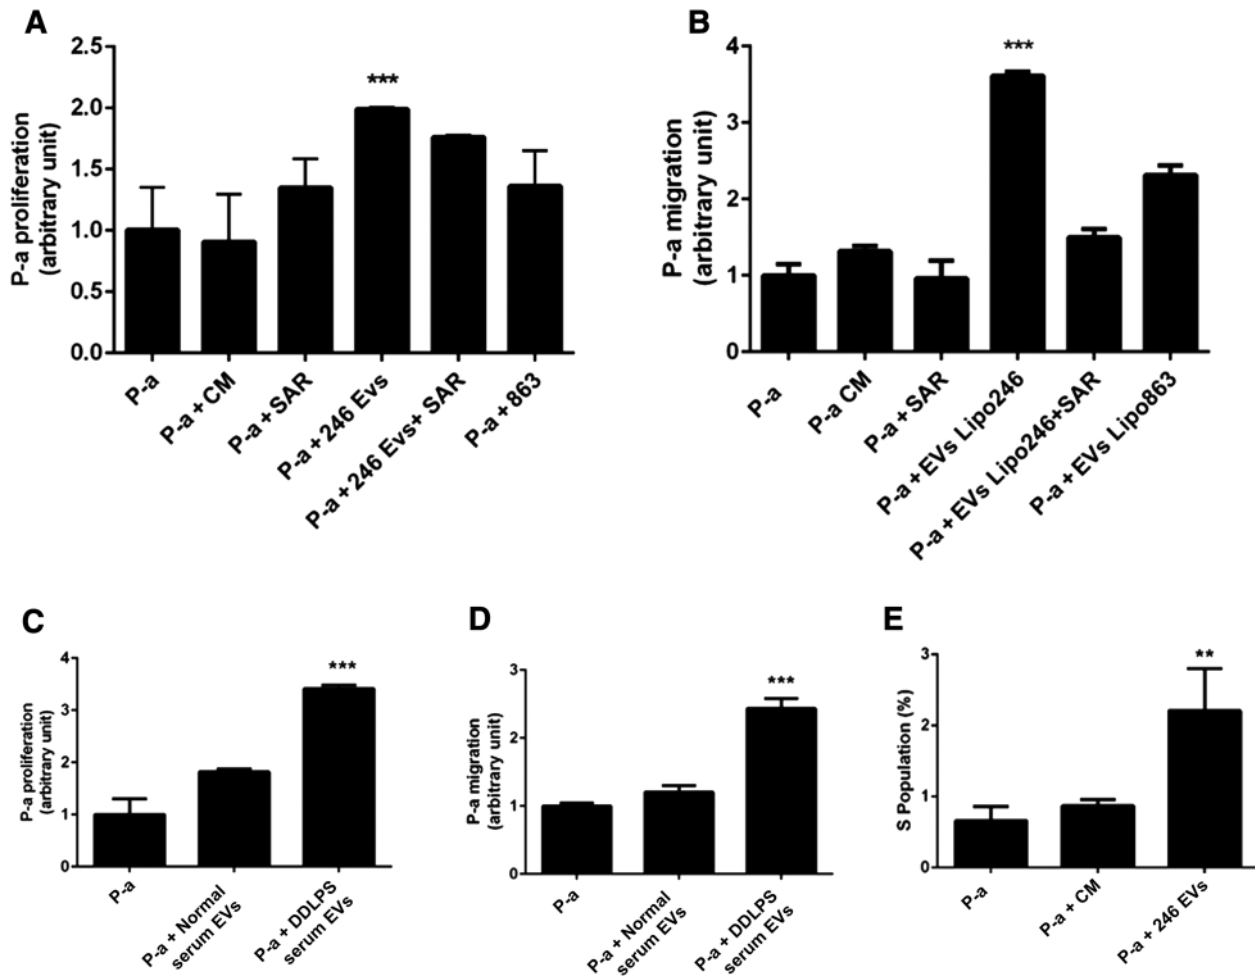 A
P-a proliferation
(arbitrary unit)
2.5
2.0
1.5
1.0
0.5
0.0
***
P-a
P-a + CM
P-a + SAR
P-a + 246 Evs
P-a + 246 Evs+ SAR
P-a + 863
B
P-a migration
(arbitrary unit)
4
3
2
1
0
***
P-a
P-a CM
P-a + SAR
P-a + EVs Lipo246
P-a + EVs Lipo246+SAR
P-a + EVs Lipo863
C
P-a proliferation
(arbitrary unit)
4
3
2
1
0
***
P-a
P-a + Normal
serum EVs
P-a + DDLPS
serum EVs
D
P-a migration
(arbitrary unit)
3
2
1
0
***
P-a
P-a + Normal
serum EVs
P-a + DDLPS
serum EVs
E
S Population (%)
3
2
1
0
**
P-a
P-a + CM
P-a + 246 EVs